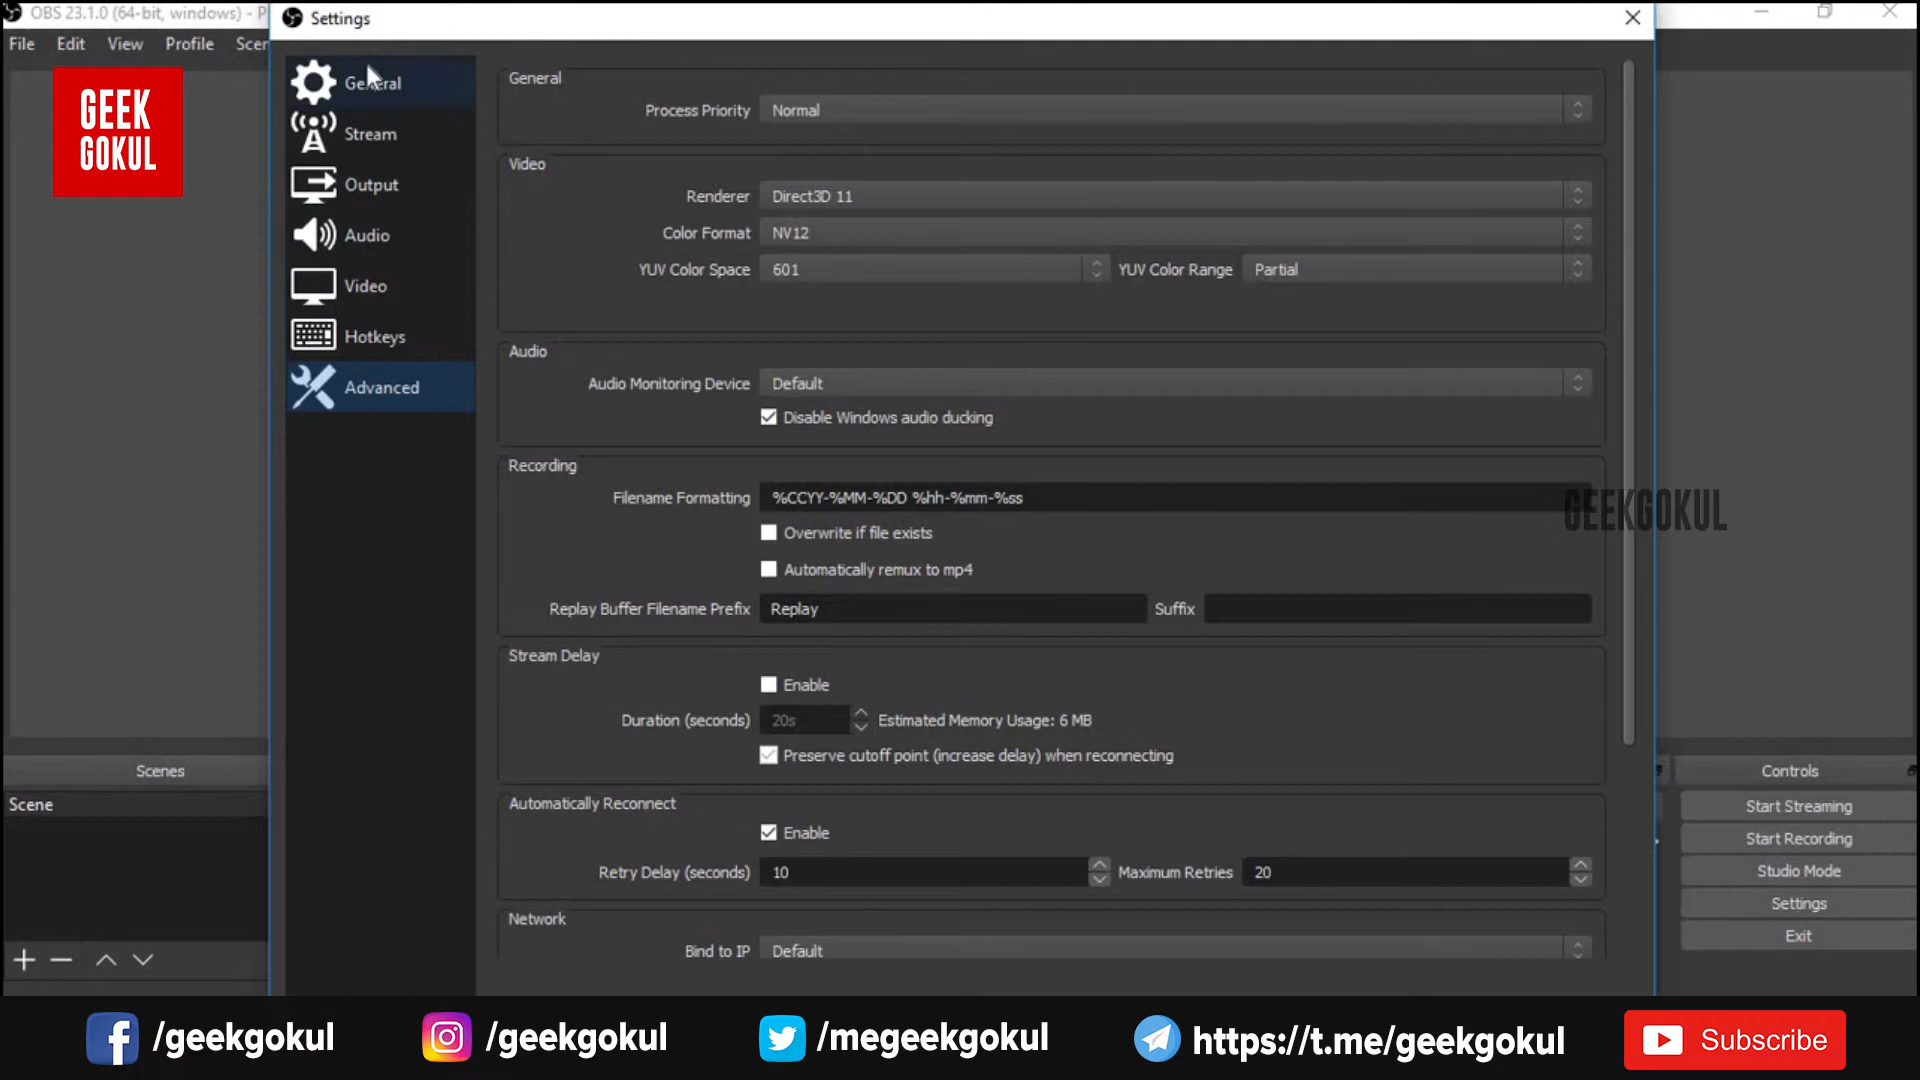 OBS 23.1.0 (64-bit, windows) - P
Settings
File Edit View Profile Scen
GEEK
GOKUL
General
Stream
Output
Audio
Video
Hotkeys
Advanced
General
Process Priority Normal
Video
Renderer Direct3D 11
Color Format NV12
YUV Color Space 601 YUV Color Range Partial
Audio
Audio Monitoring Device Default
Disable Windows audio ducking
Recording
Filename Formatting %CCYY-%MM-%DD %hh-%mm-%ss
GEEKGOKUL
Overwrite if file exists
Automatically remux to mp4
Replay Buffer Filename Prefix Replay Suffix
Stream Delay
Enable
Duration (seconds) 20s Estimated Memory Usage: 6 MB
Preserve cutoff point (increase delay) when reconnecting
Automatically Reconnect
Enable
Retry Delay (seconds) 10 Maximum Retries 20
Network
Bind to IP Default
Scenes
Scene
Controls
Start Streaming
Start Recording
Studio Mode
Settings
Exit
/geekgokul /geekgokul /megeekgokul https://t.me/geekgokul Subscribe